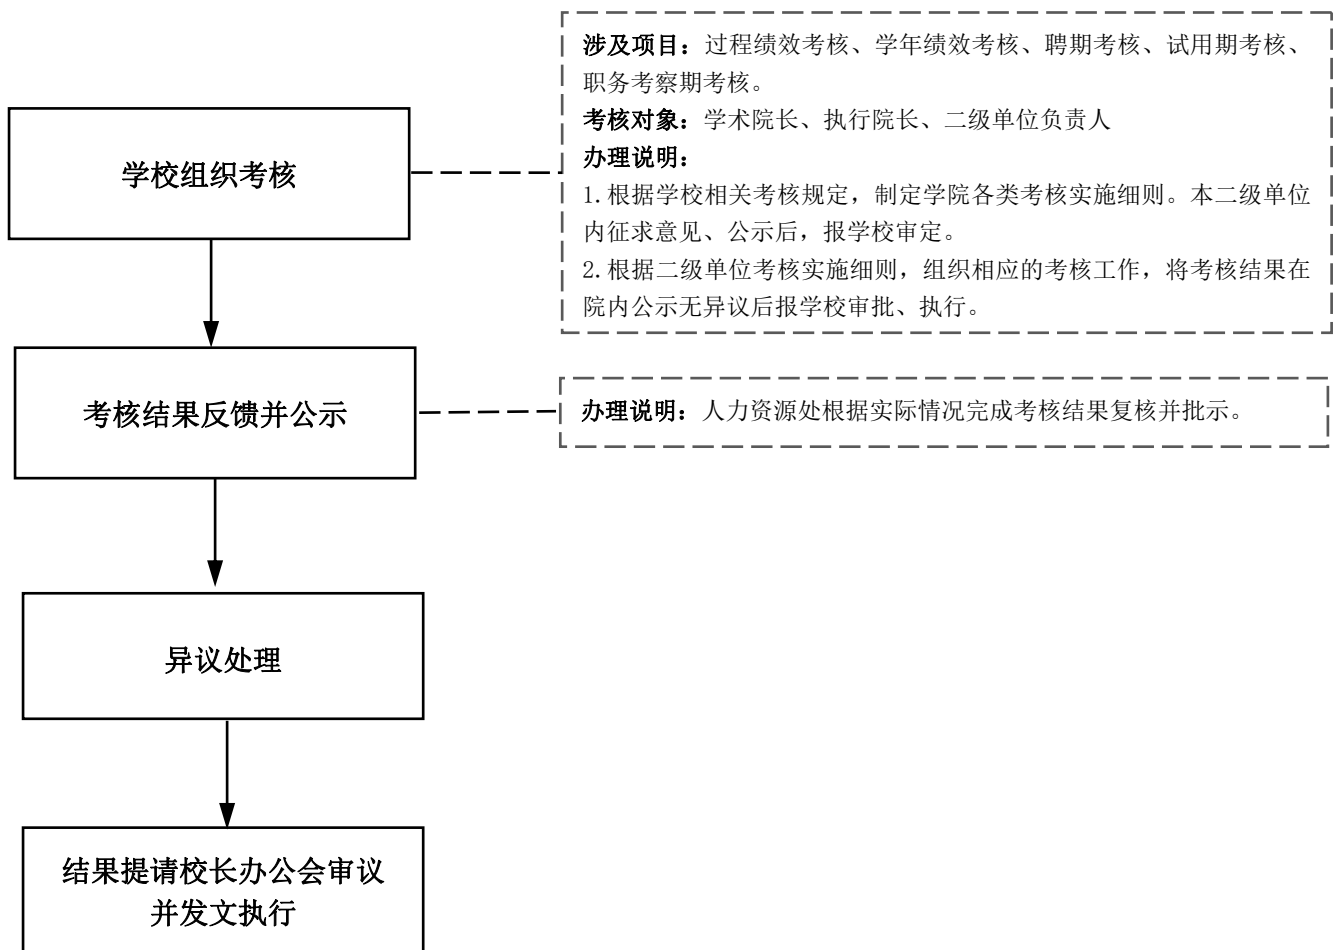 涉及项目：过程绩效考核、学年绩效考核、聘期考核、试用期考核、
职务考察期考核。
考核对象：学术院长、执行院长、二级单位负责人
办理说明：
1.根据学校相关考核规定，制定学院各类考核实施细则。本二级单位
内征求意见、公示后，报学校审定。
2.根据二级单位考核实施细则，组织相应的考核工作，将考核结果在
院内公示无异议后报学校审批、执行。
学校组织考核
考核结果反馈并公示
办理说明：人力资源处根据实际情况完成考核结果复核并批示。
异议处理
结果提请校长办公会审议
并发文执行